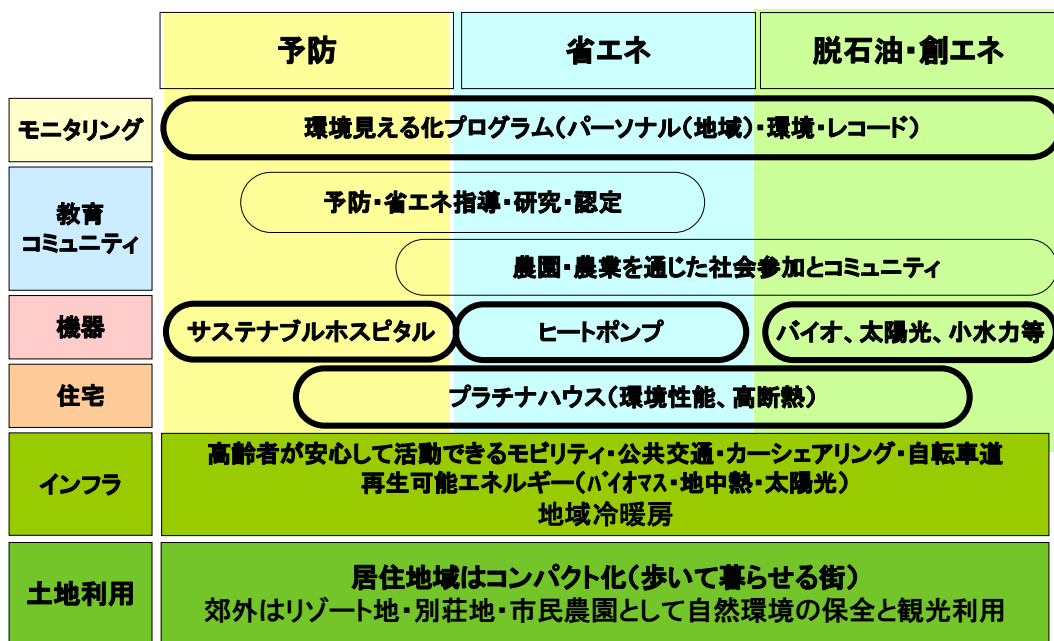 予防
省エネ
脱石油・創エネ
モニタリング
環境見える化プログラム(パーソナル(地域)・環境・レコード)
教育
コミュニティ
予防・省エネ指導・研究・認定
農園・農業を通じた社会参加とコミュニティ
機器
サステナブルホスピタル
ヒートポンプ
バイオ、太陽光、小水力等
住宅
プラチナハウス(環境性能、高断熱)
インフラ
高齢者が安心して活動できるモビリティ・公共交通・カーシェアリング・自転車道
再生可能エネルギー(バイオマス・地中熱・太陽光)
地域冷暖房
土地利用
居住地域はコンパクト化(歩いて暮らせる街)
郊外はリゾート地・別荘地・市民農園として自然環境の保全と観光利用